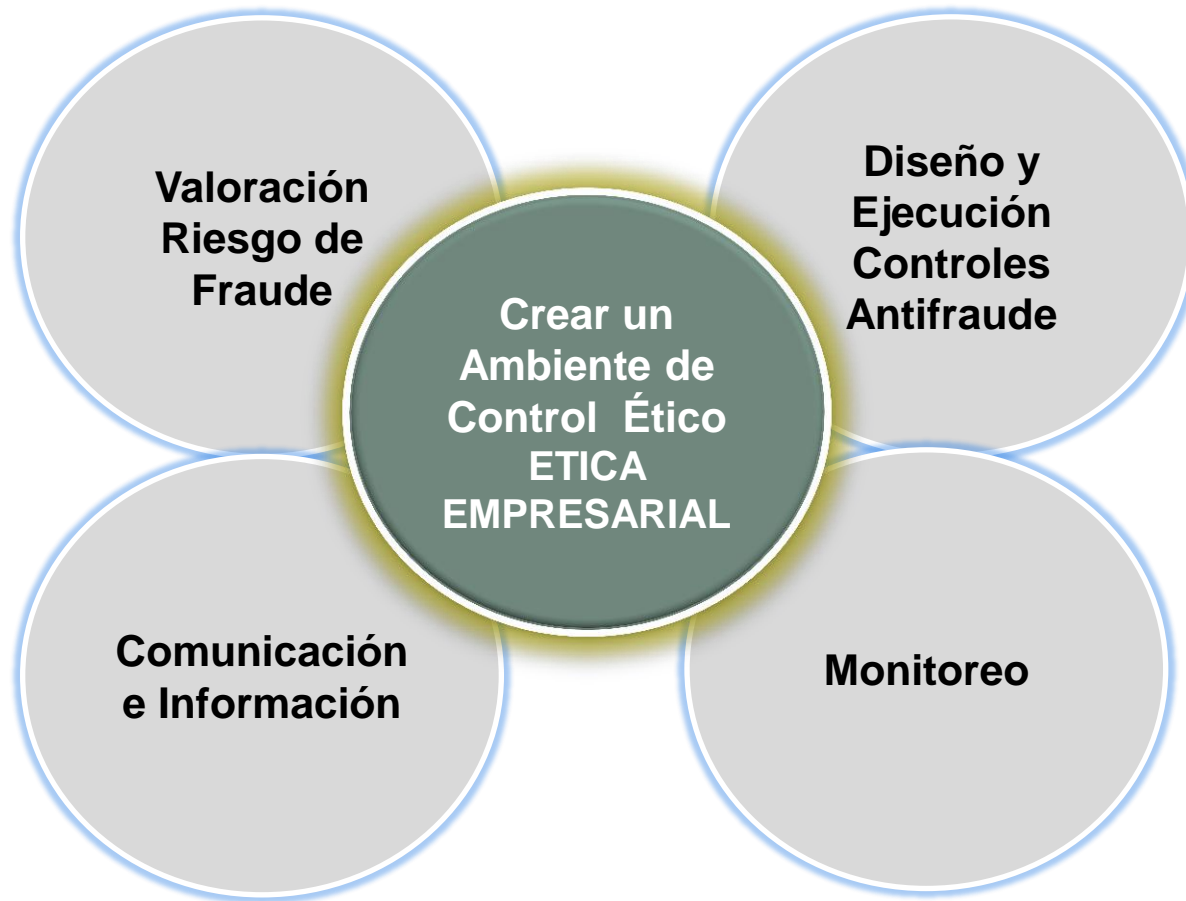 Valoración
Riesgo de
Fraude
Diseño y
Ejecución
Controles
Antifraude
Crear un
Ambiente de
Control  Ético
ETICA
EMPRESARIAL
Comunicación
e Información
Monitoreo